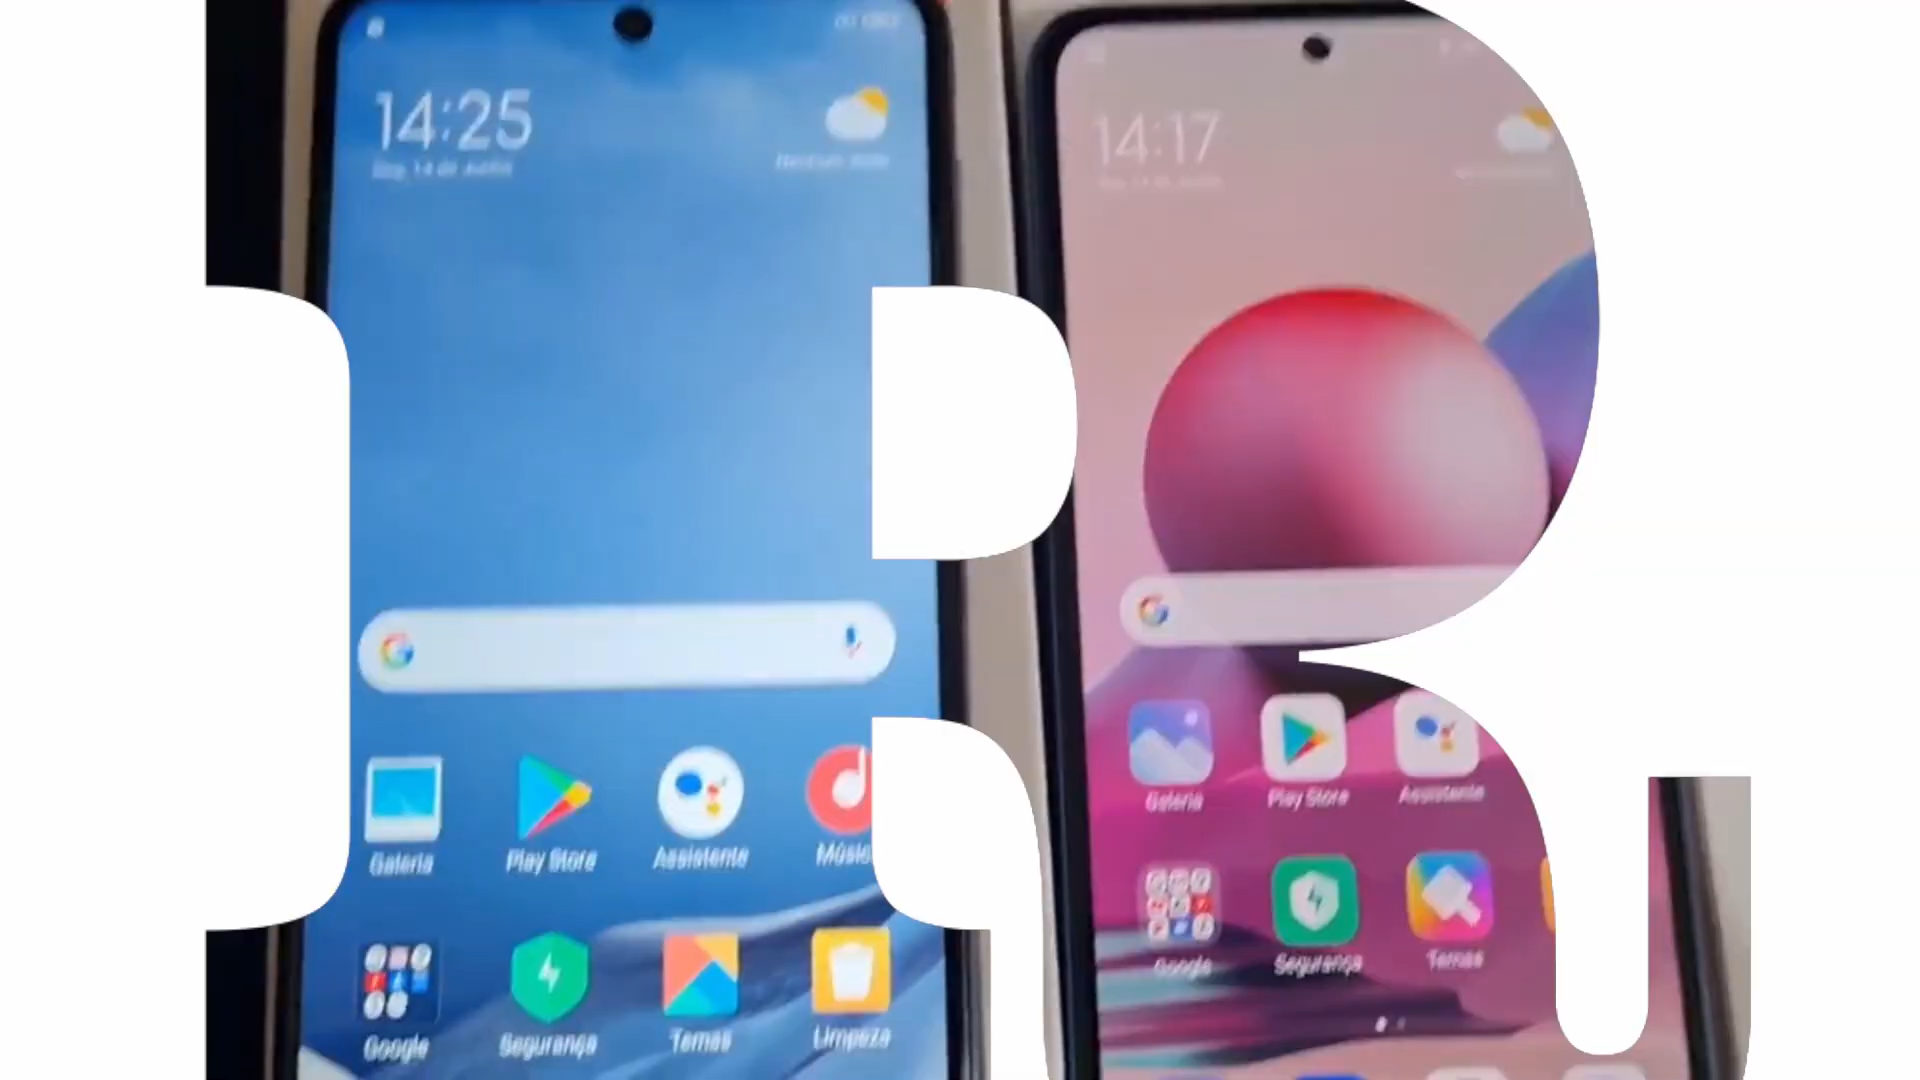 14:25
14:17
Galeria
Play Store
Assistente
Galeria
Play Store
Assistente
Google
Segurança
Temas
Limpeza
Google
Segurança
Temas